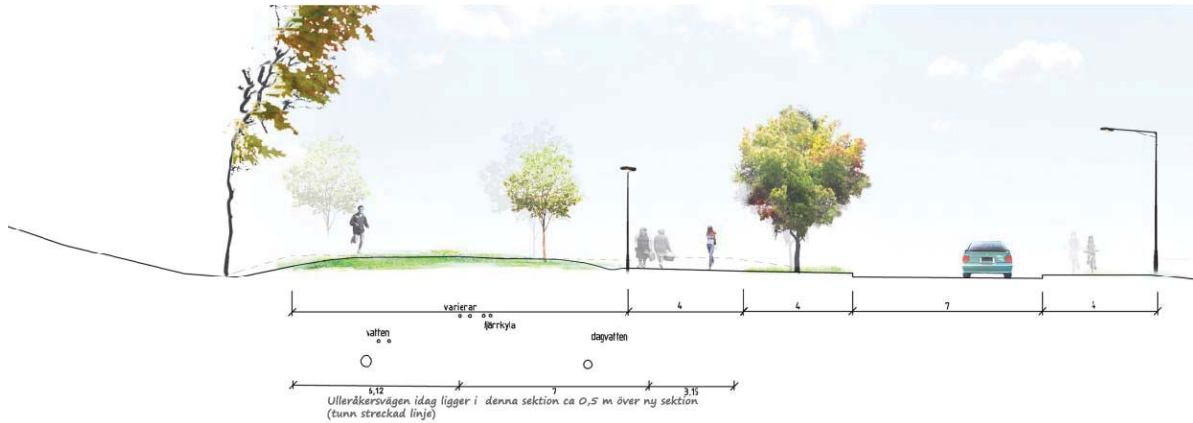 varierar
4
4
7
4
fjärrkyla
vatten
dagvatten
6,12
7
3,15
Ulleråkersvägen idag ligger i denna sektion ca 0,5 m över ny sektion
(tunn streckad linje)